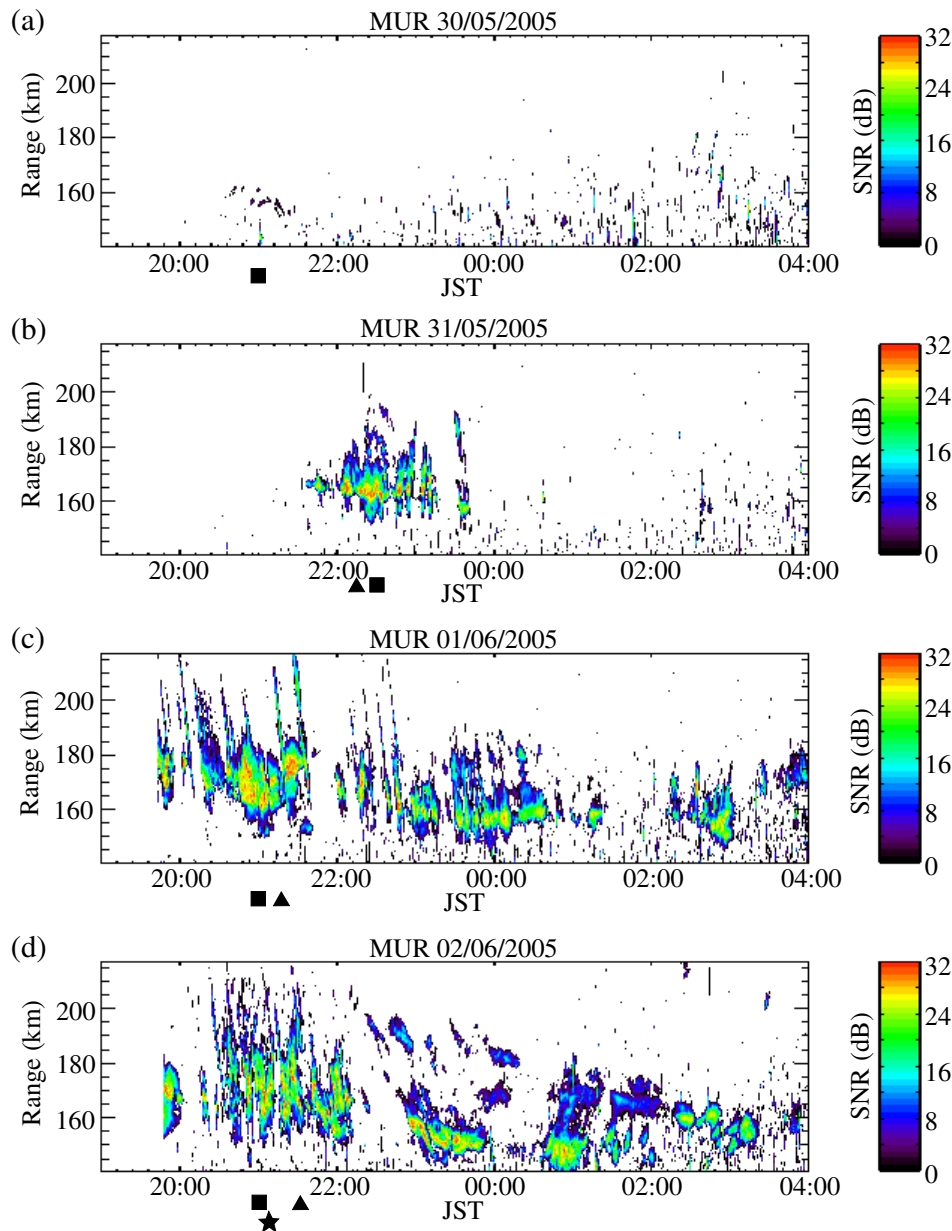 (a)
MUR 30/05/2005
Range (km)
200
180
160
20:00 22:00 00:00 02:00 04:00
JST
SNR (dB)
32
24
16
8
0
(b)
MUR 31/05/2005
Range (km)
200
180
160
20:00 22:00 00:00 02:00 04:00
JST
SNR (dB)
32
24
16
8
0
(c)
MUR 01/06/2005
Range (km)
200
180
160
20:00 22:00 00:00 02:00 04:00
JST
SNR (dB)
32
24
16
8
0
(d)
MUR 02/06/2005
Range (km)
200
180
160
20:00 22:00 00:00 02:00 04:00
JST
SNR (dB)
32
24
16
8
0